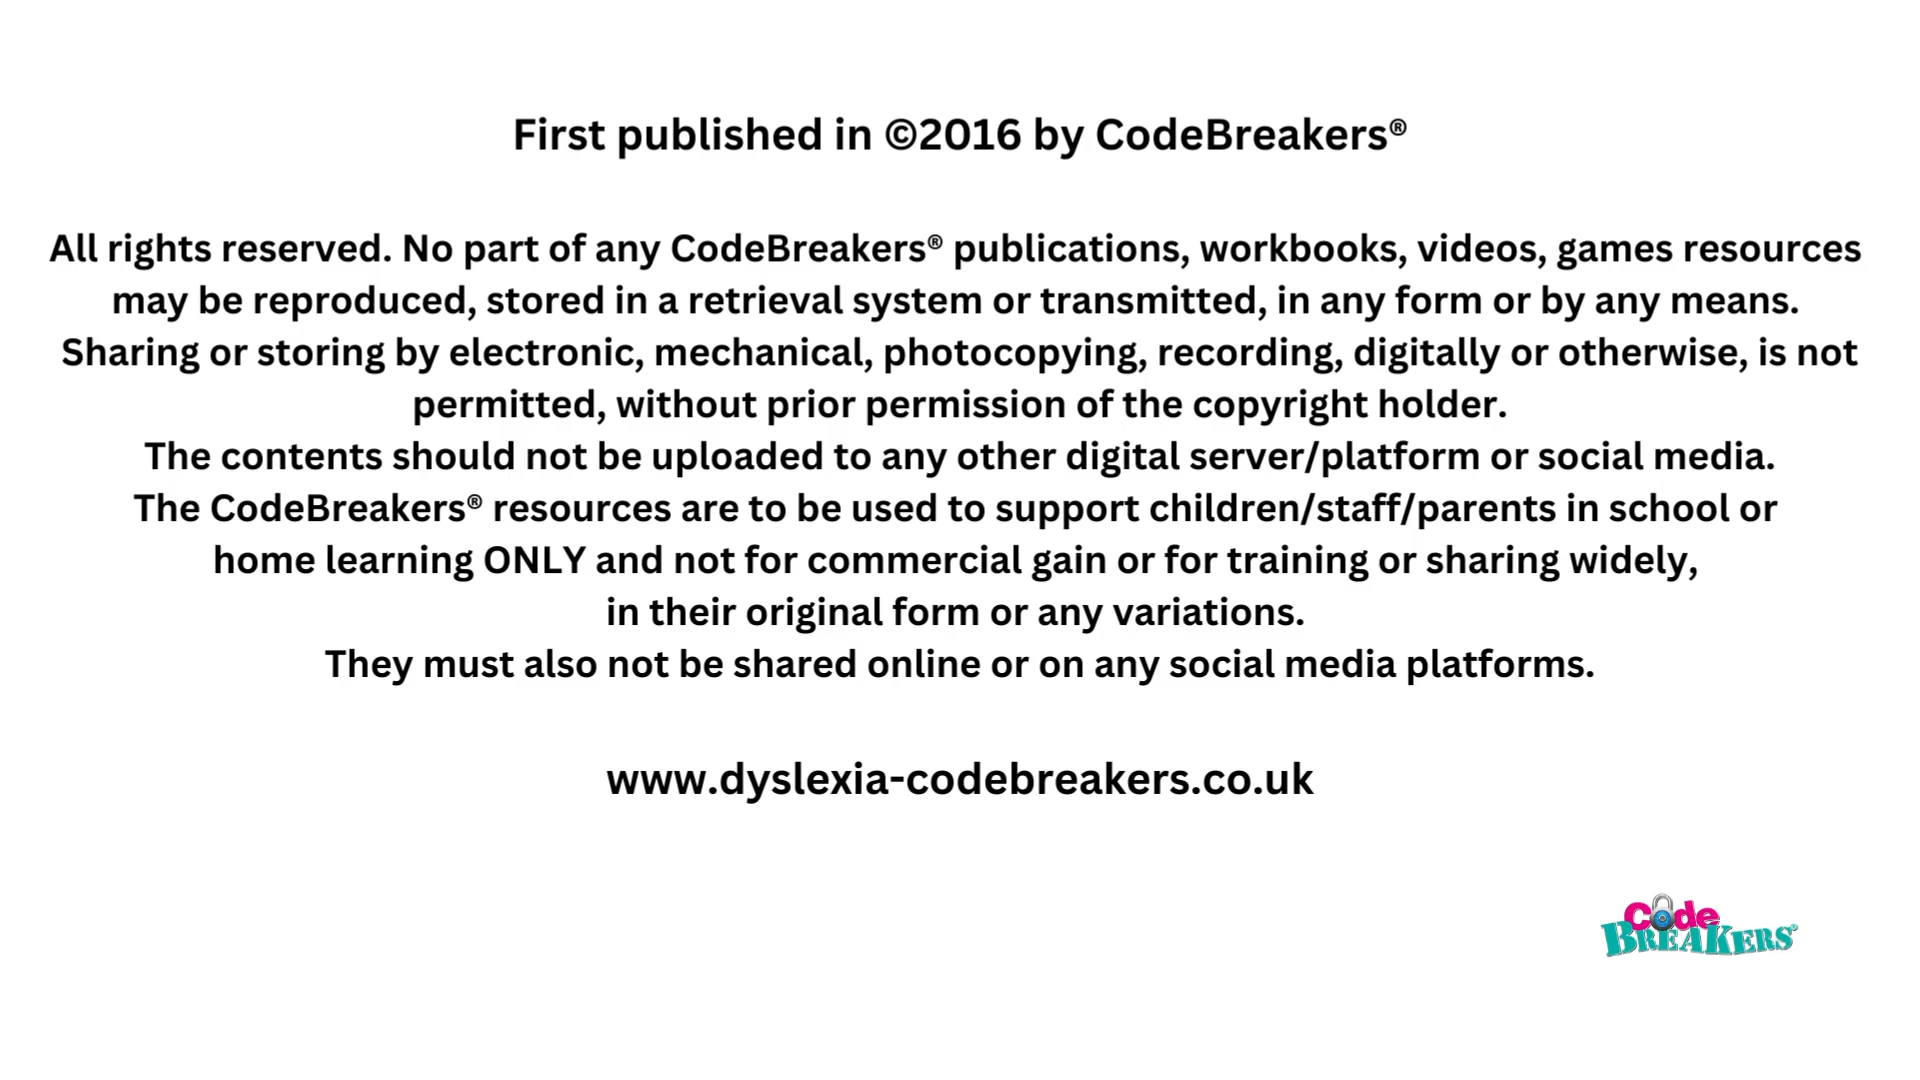 First published in ©2016 by CodeBreakers®
All rights reserved. No part of any CodeBreakers® publications, workbooks, videos, games resources
may be reproduced, stored in a retrieval system or transmitted, in any form or by any means.
Sharing or storing by electronic, mechanical, photocopying, recording, digitally or otherwise, is not
permitted, without prior permission of the copyright holder.
The contents should not be uploaded to any other digital server/platform or social media.
The CodeBreakers® resources are to be used to support children/staff/parents in school or
home learning ONLY and not for commercial gain or for training or sharing widely,
in their original form or any variations.
They must also not be shared online or on any social media platforms.
www.dyslexia-codebreakers.co.uk
Code
BREAKERS®